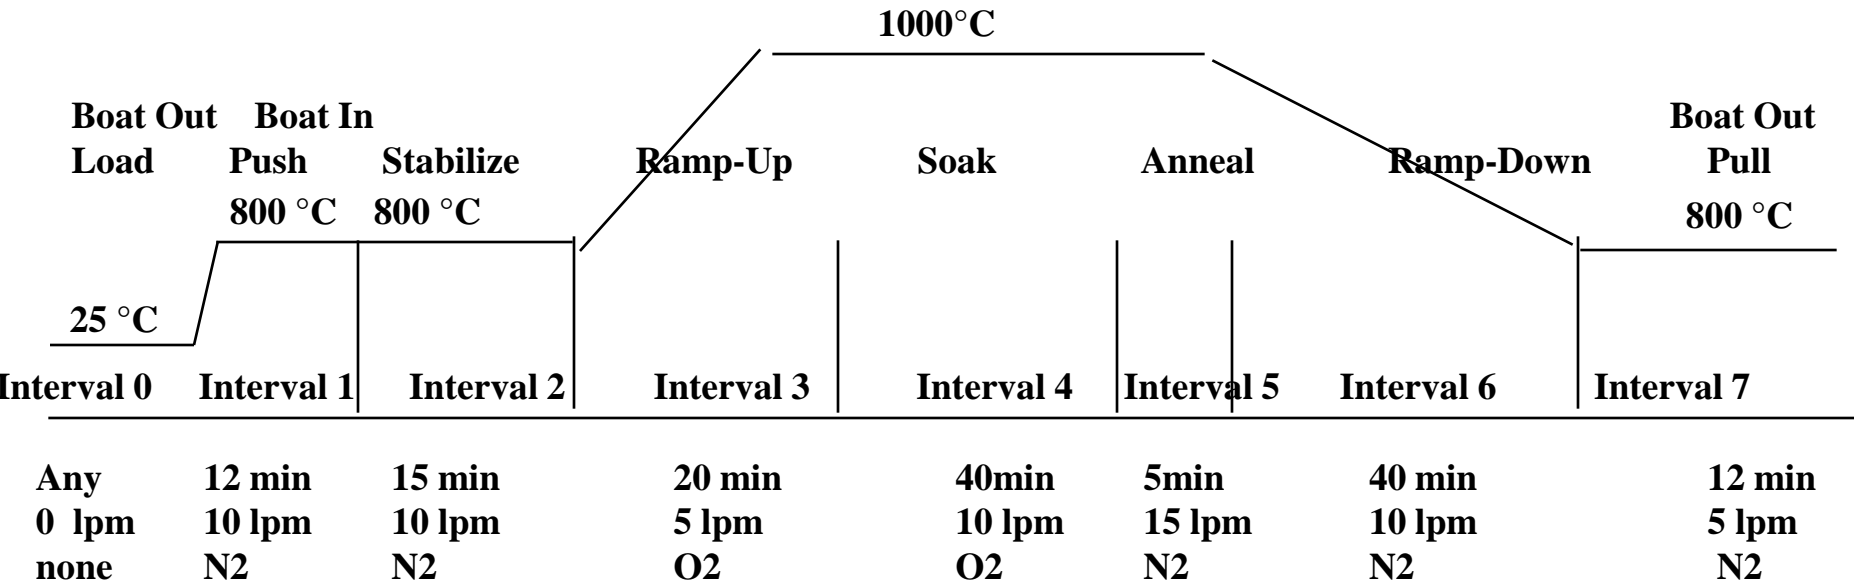 1000°C
Boat Out Boat In Boat Out
Load Push Stabilize Ramp-Up Soak Anneal Ramp-Down Pull
800 °C 800 °C 800 °C
25 °C
Interval 0 Interval 1 Interval 2 Interval 3 Interval 4 Interval 5 Interval 6 Interval 7
Any 12 min 15 min 20 min 40min 5min 40 min 12 min
0 lpm 10 lpm 10 lpm 5 lpm 10 lpm 15 lpm 10 lpm 5 lpm
none N2 N2 O2 O2 N2 N2 N2